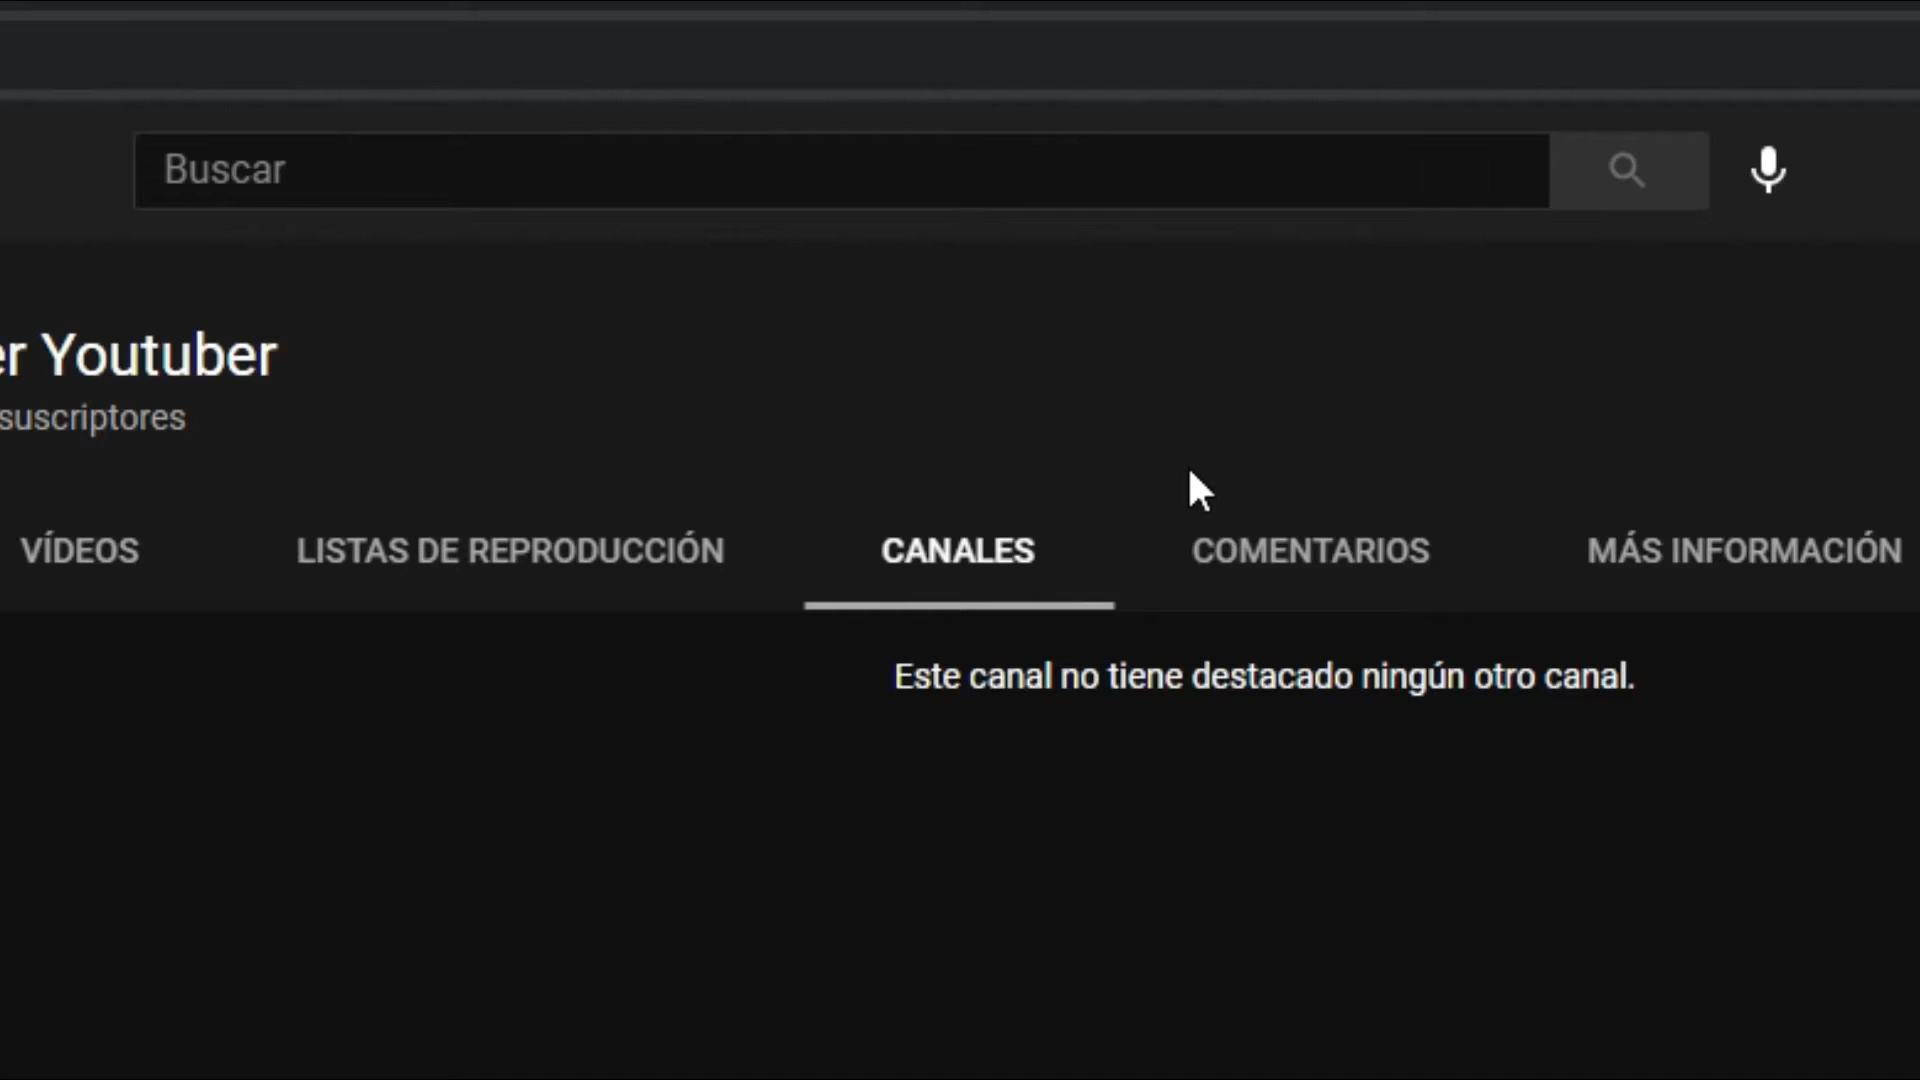 Buscar
er Youtuber
suscriptores
VÍDEOS LISTAS DE REPRODUCCIÓN CANALES COMENTARIOS MÁS INFORMACIÓN
Este canal no tiene destacado ningún otro canal.